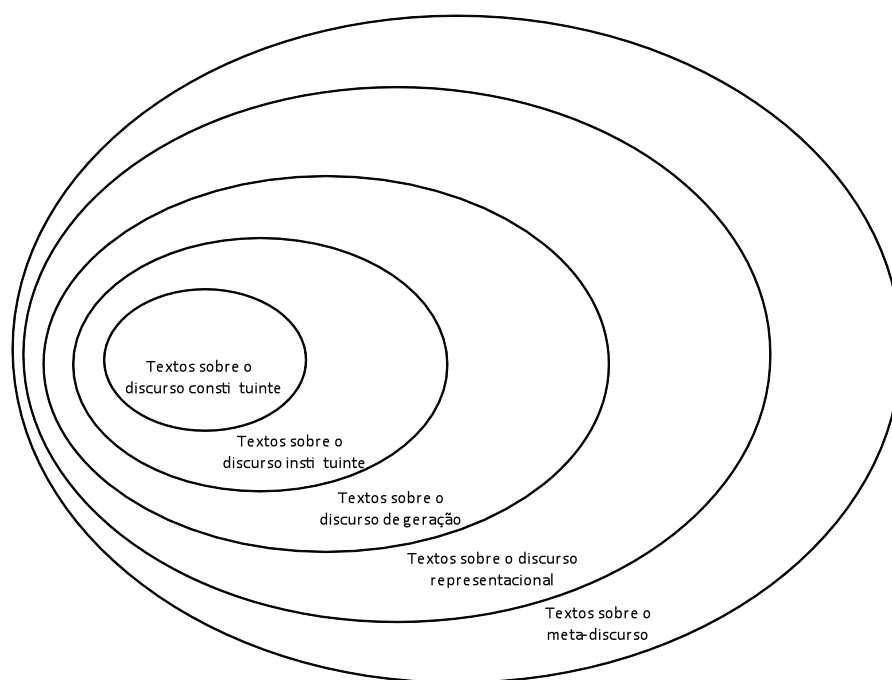 Textos sobre o
discurso consti tuinte
Textos sobre o
discurso insti tuinte
Textos sobre o
discurso de geração
Textos sobre o discurso
representacional
Textos sobre o
meta-discurso